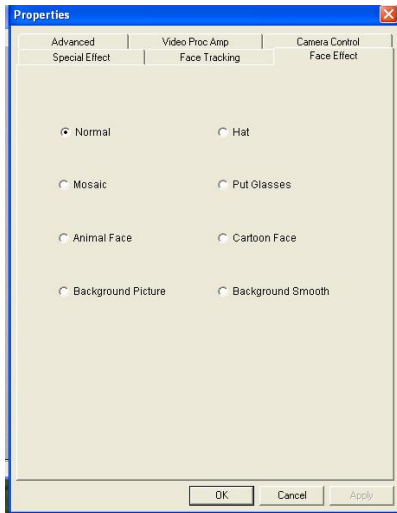 Properties
Advanced Video Proc Amp Camera Control
Special Effect Face Tracking Face Effect
Normal Hat
Mosaic Put Glasses
Animal Face Cartoon Face
Background Picture Background Smooth
OK Cancel Apply